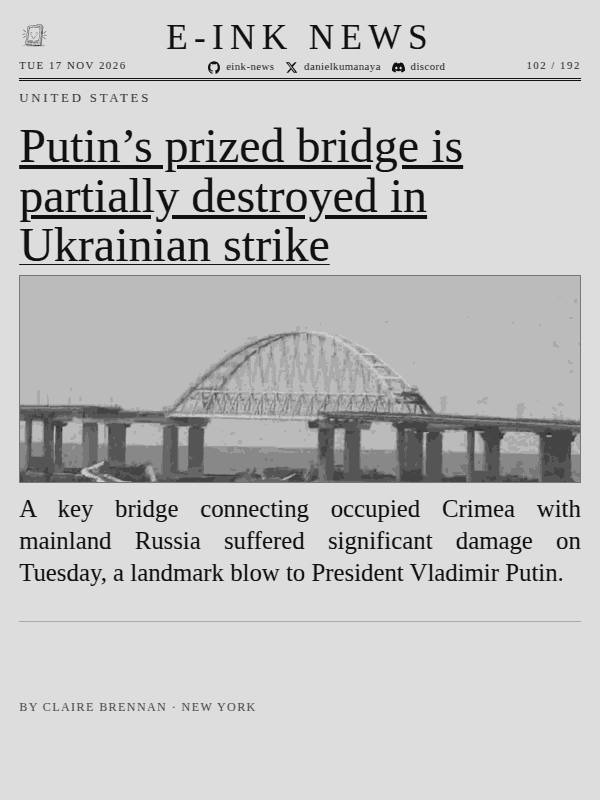 E-INK NEWS
TUE 17 NOV 2026
eink-news danielkumanaya discord
102 / 192
UNITED STATES
Putin’s prized bridge is
partially destroyed in
Ukrainian strike
A key bridge connecting occupied Crimea with
mainland Russia suffered significant damage on
Tuesday, a landmark blow to President Vladimir Putin.
BY CLAIRE BRENNAN · NEW YORK